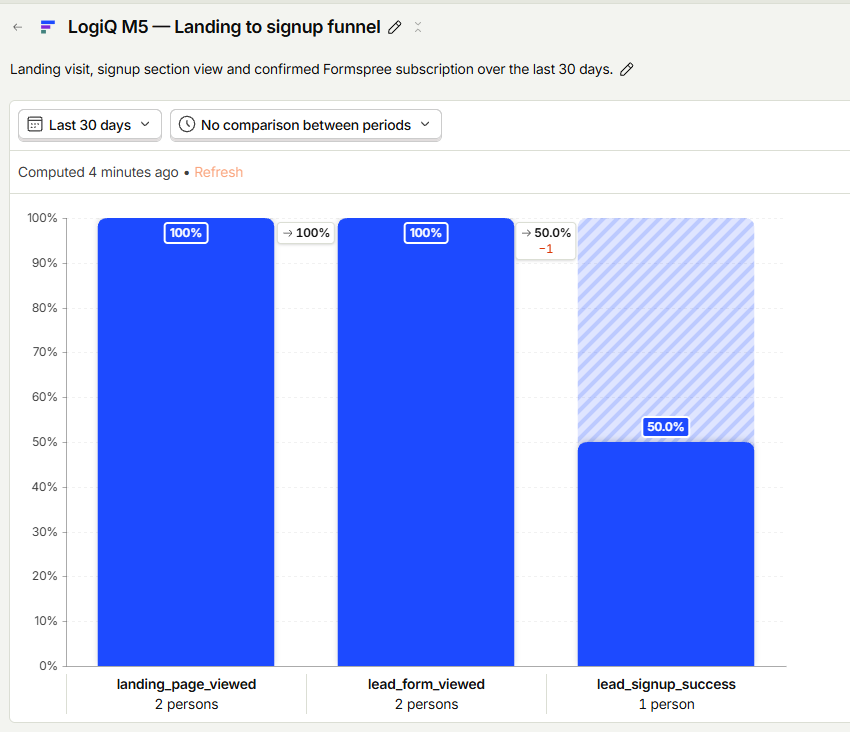 LogiQ M5 — Landing to signup funnel
Landing visit, signup section view and confirmed Formspree subscription over the last 30 days.
Last 30 days
No comparison between periods
Computed 4 minutes ago • Refresh
100%
90%
80%
70%
60%
50%
40%
30%
20%
10%
0%
100%
→ 100%
100%
→ 50.0%
−1
50.0%
landing_page_viewed
2 persons
lead_form_viewed
2 persons
lead_signup_success
1 person